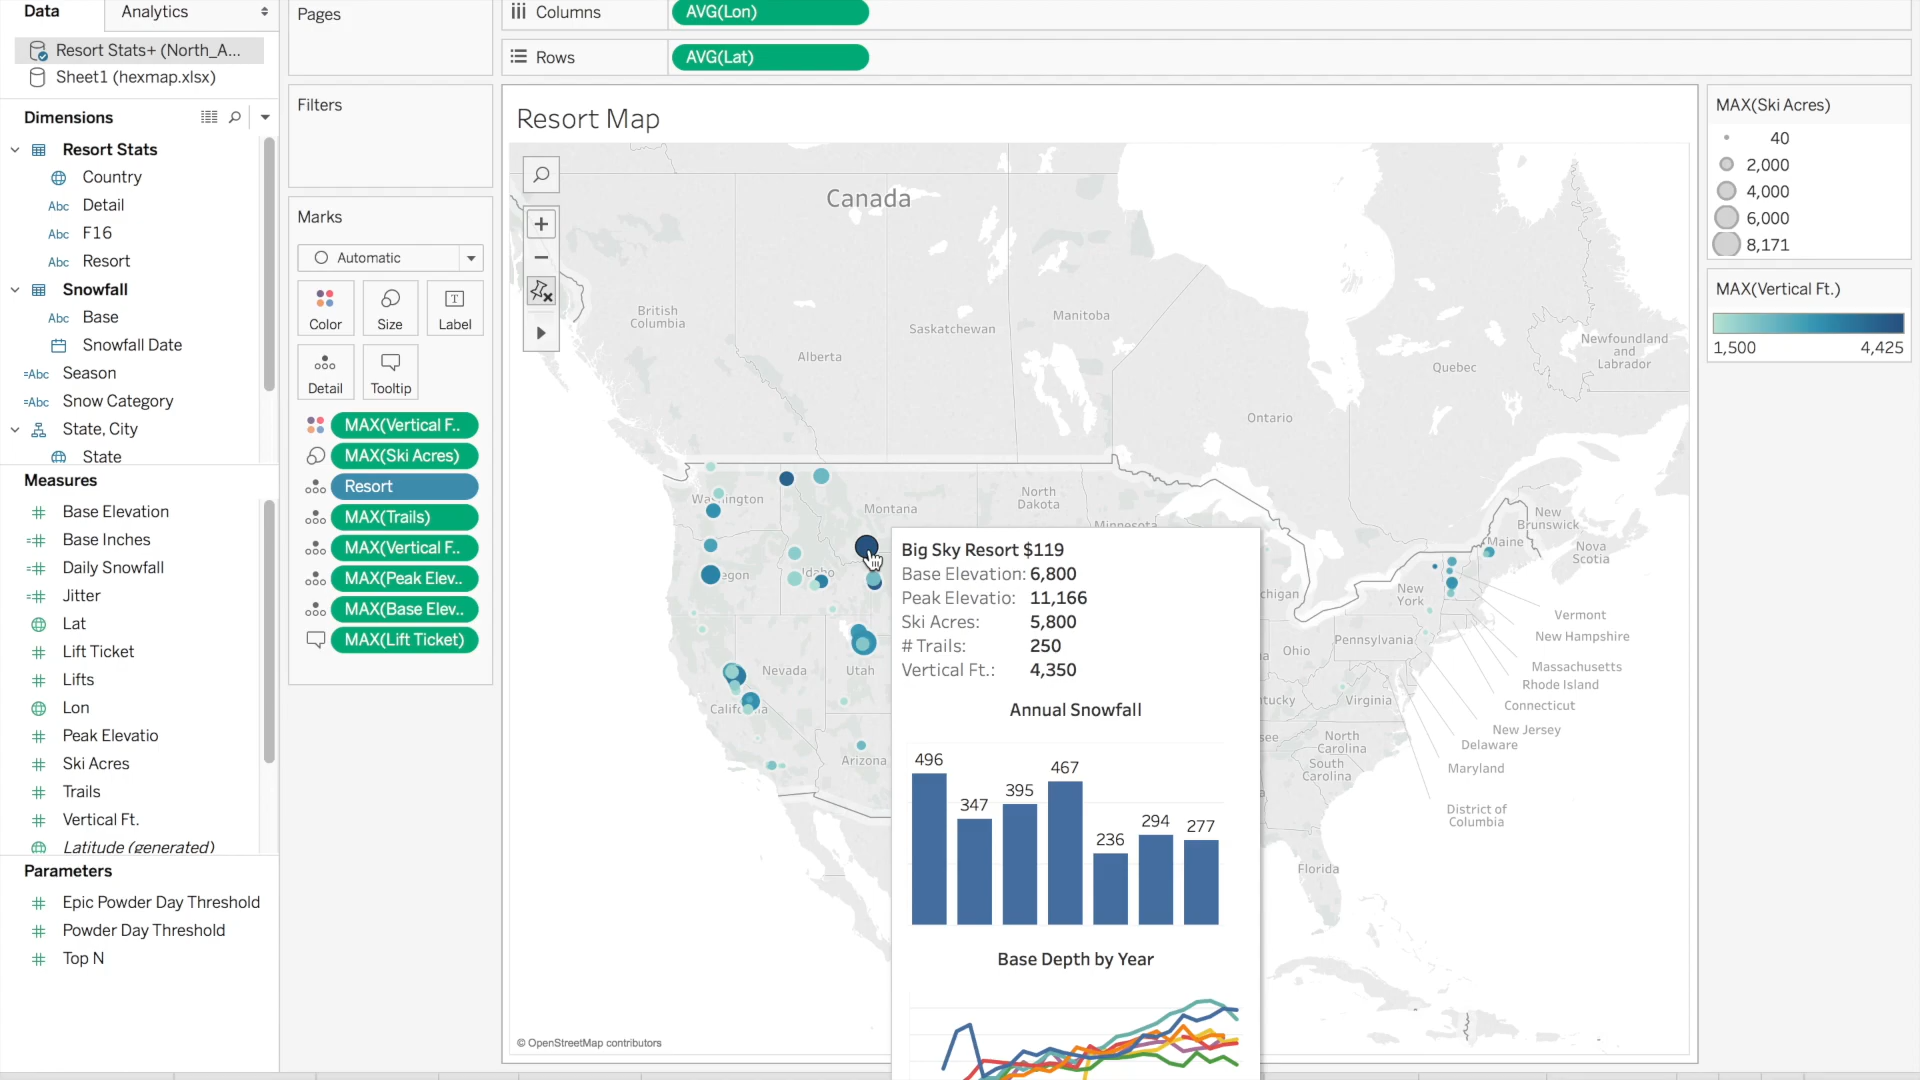 Data
Analytics
Resort Stats+ (North_A...
Sheet1 (hexmap.xlsx)
Dimensions
Resort Stats
Country
Abc Detail
Abc F16
Abc Resort
Snowfall
Abc Base
Snowfall Date
=Abc Season
=Abc Snow Category
State, City
State
Measures
# Base Elevation
=# Base Inches
=# Daily Snowfall
=# Jitter
Lat
# Lift Ticket
# Lifts
Lon
# Peak Elevatio
# Ski Acres
# Trails
# Vertical Ft.
Latitude (generated)
Parameters
# Epic Powder Day Threshold
# Powder Day Threshold
# Top N
Pages
Filters
Marks
Automatic
Color
Size
T
Label
Detail
Tooltip
MAX(Vertical F..
MAX(Ski Acres)
Resort
MAX(Trails)
MAX(Vertical F..
MAX(Peak Elev..
MAX(Base Elev..
MAX(Lift Ticket)
Columns
AVG(Lon)
Rows
AVG(Lat)
Resort Map
Canada
British
Columbia
Alberta
Saskatchewan
Manitoba
Ontario
Quebec
Newfoundland
and
Labrador
New
Brunswick
Nova
Scotia
Maine
Montana
North
Dakota
Minnesota
Nevada
Utah
Arizona
New
York
Pennsylvania
Ohio
Virginia
North
Carolina
South
Carolina
Florida
Vermont
New Hampshire
Massachusetts
Rhode Island
Connecticut
New Jersey
Delaware
Maryland
District of
Columbia
Big Sky Resort $119
Base Elevation: 6,800
Peak Elevatio: 11,166
Ski Acres: 5,800
# Trails: 250
Vertical Ft.: 4,350
Annual Snowfall
496
347
395
467
236
294
277
Base Depth by Year
© OpenStreetMap contributors
MAX(Ski Acres)
40
2,000
4,000
6,000
8,171
MAX(Vertical Ft.)
1,500
4,425